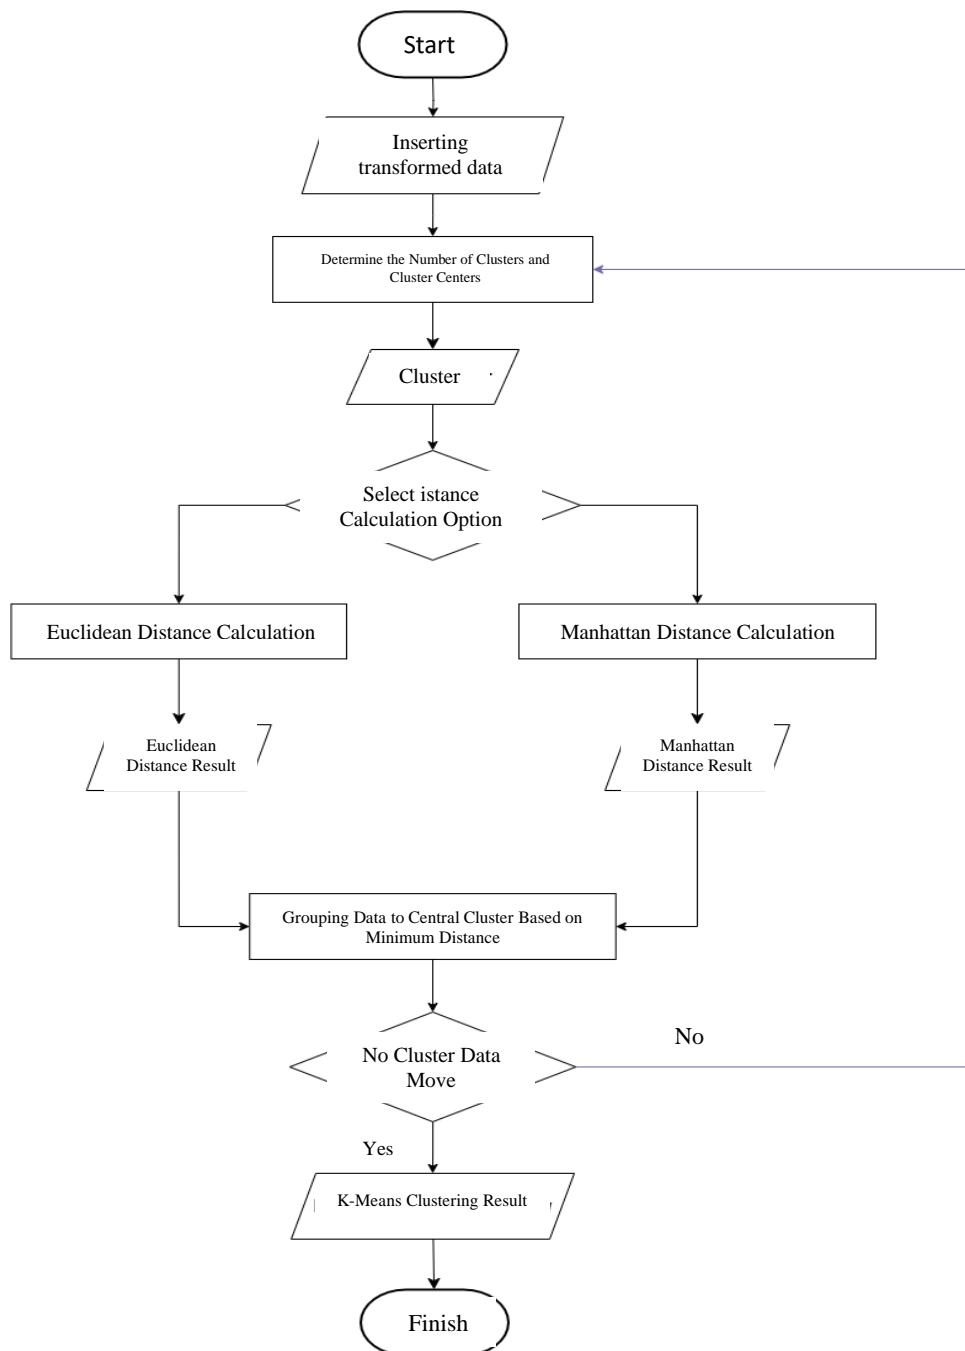 Start
Inserting
transformed data
Determine the Number of Clusters and
Cluster Centers
Cluster
Select istance
Calculation Option
Euclidean Distance Calculation
Manhattan Distance Calculation
Euclidean
Distance Result
Manhattan
Distance Result
Grouping Data to Central Cluster Based on
Minimum Distance
No Cluster Data
Move
No
Yes
K-Means Clustering Result
Finish